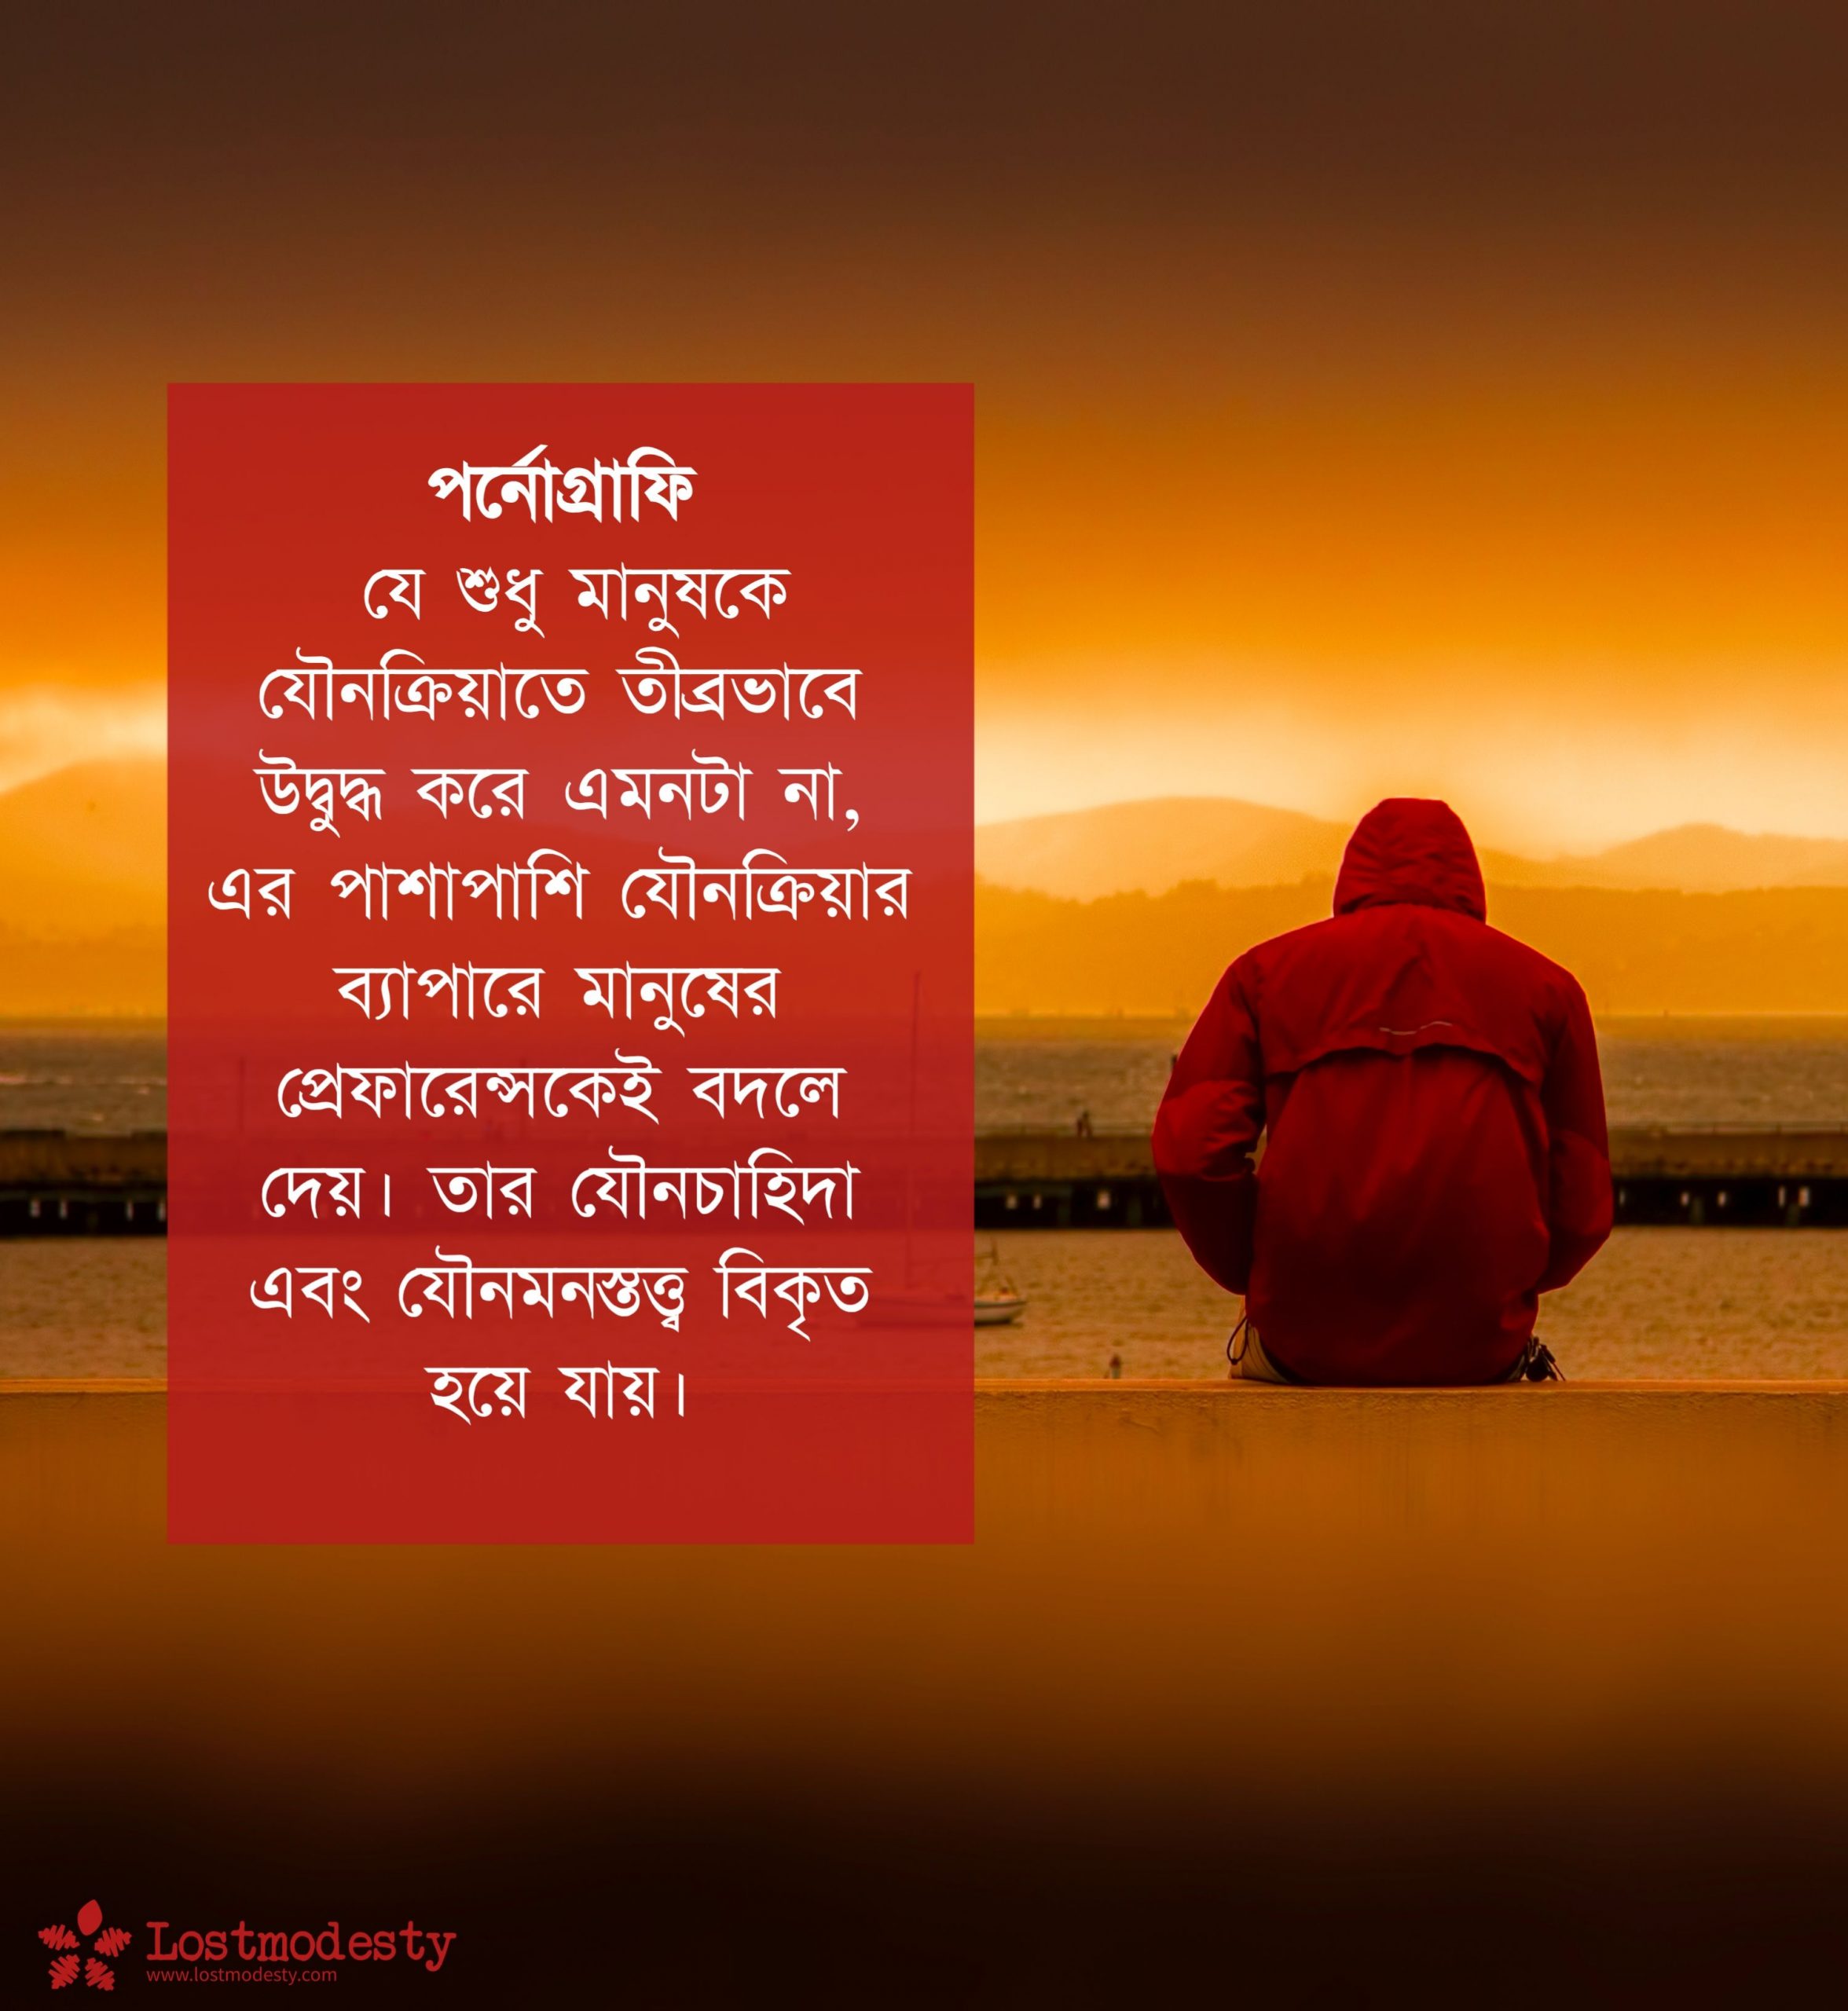 পর্নোগ্রাফি
যে শুধু মানুষকে
যৌনক্রিয়াতে তীব্রভাবে
উদ্বুদ্ধ করে এমনটা না,
এর পাশাপাশি যৌনক্রিয়ার
ব্যাপারে মানুষের
প্রেফারেন্সকেই বদলে
দেয়। তার যৌনচাহিদা
এবং যৌনমনস্তত্ত্ব বিকৃত
হয়ে যায়।
Lostmodesty
www.lostmodesty.com